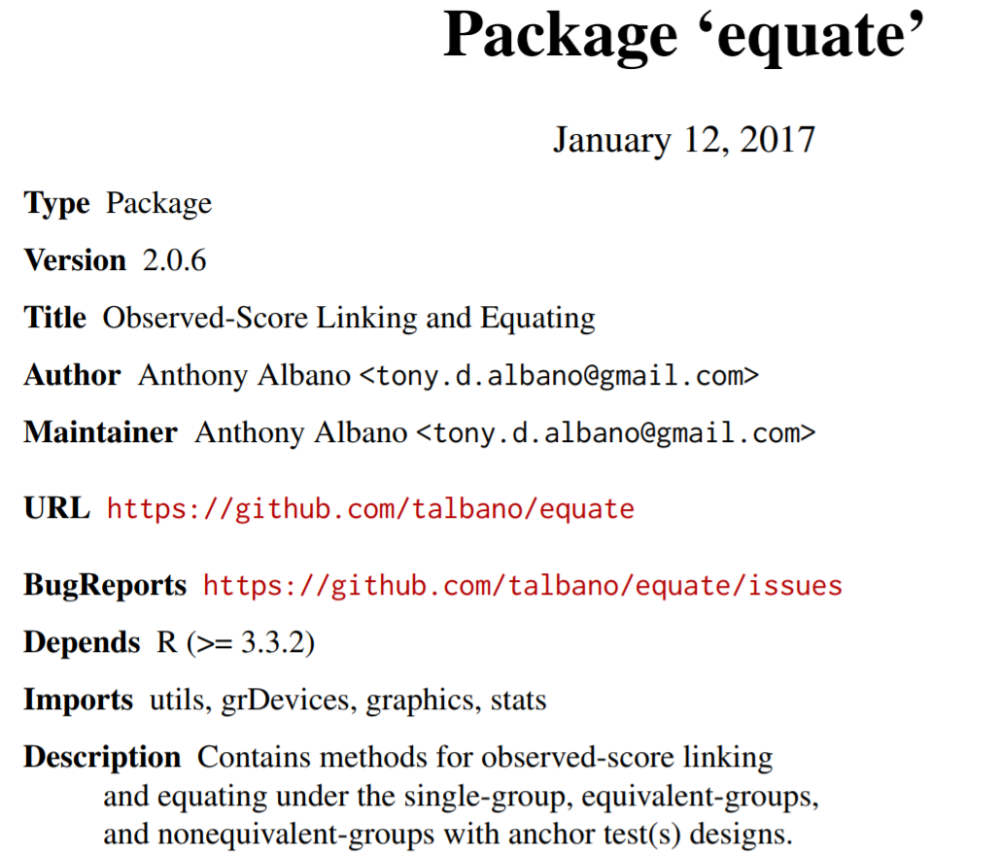 Package ‘equate’
January 12, 2017
Type Package
Version 2.0.6
Title Observed-Score Linking and Equating
Author Anthony Albano <tony.d.albano@gmail.com>
Maintainer Anthony Albano <tony.d.albano@gmail.com>
URL https://github.com/talbano/equate
BugReports https://github.com/talbano/equate/issues
Depends R (>= 3.3.2)
Imports utils, grDevices, graphics, stats
Description Contains methods for observed-score linking
and equating under the single-group, equivalent-groups,
and nonequivalent-groups with anchor test(s) designs.